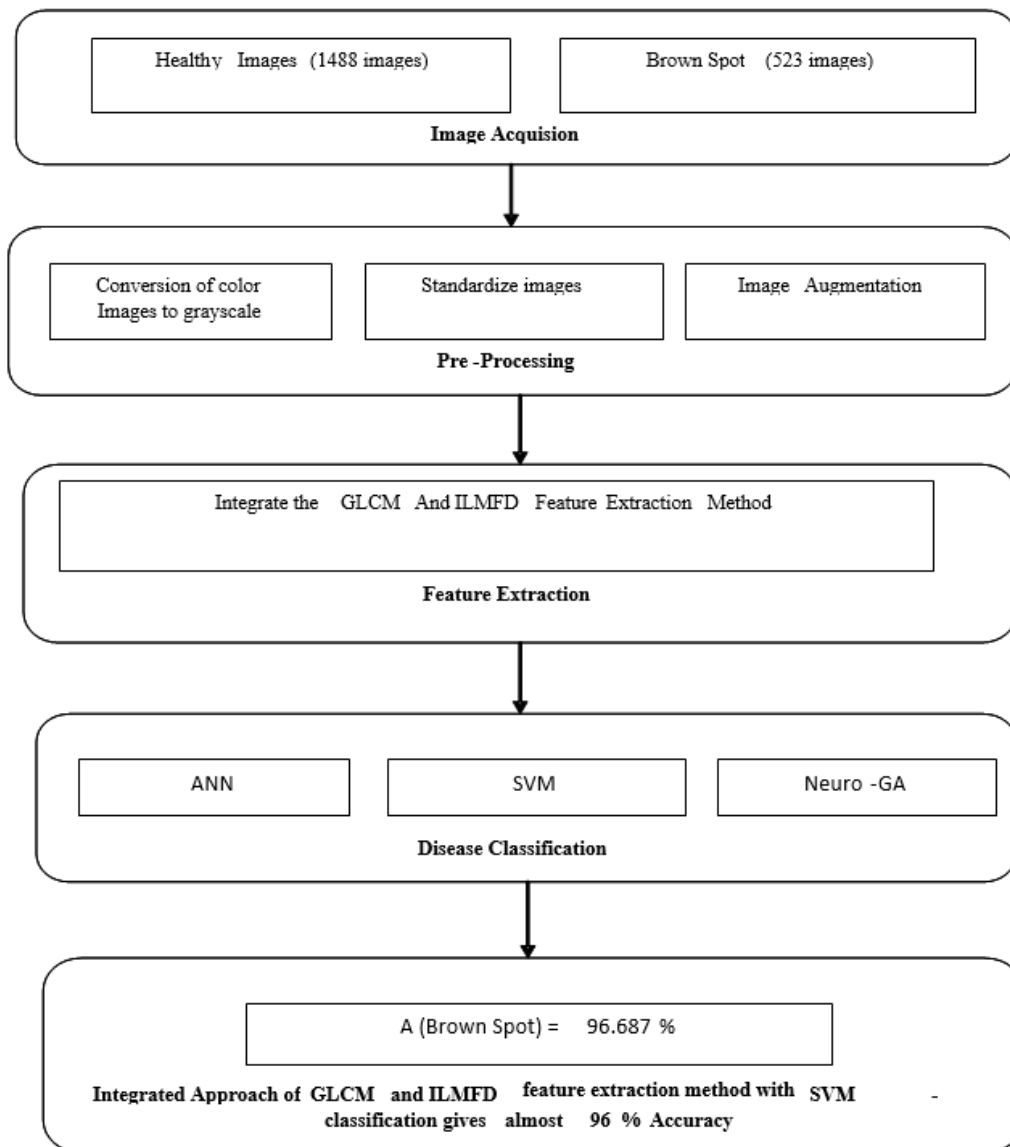 Healthy Images (1488 images)
Brown Spot (523 images)
Image Acquision
Conversion of color
Images to grayscale
Standardize images
Image Augmentation
Pre -Processing
Integrate the GLCM And ILMFD Feature Extraction Method
Feature Extraction
ANN
SVM
Neuro -GA
Disease Classification
A (Brown Spot) = 96.687 %
Integrated Approach of GLCM and ILMFD feature extraction method with SVM -
classification gives almost 96 % Accuracy